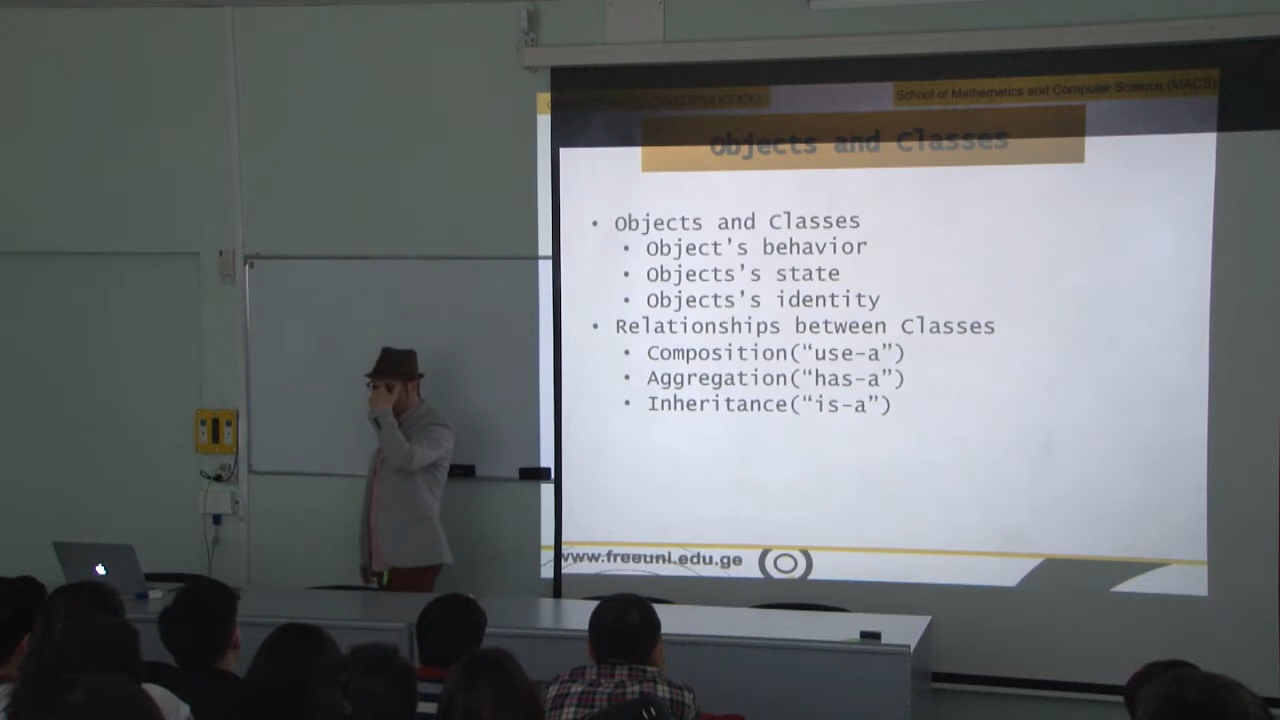 School of Mathematics and Computer Science (MACS)
Objects and Classes
• Objects and Classes
• Object's behavior
• Objects's state
• Objects's identity
• Relationships between Classes
• Composition(“use-a”)
• Aggregation(“has-a”)
• Inheritance(“is-a”)
www.freeuni.edu.ge